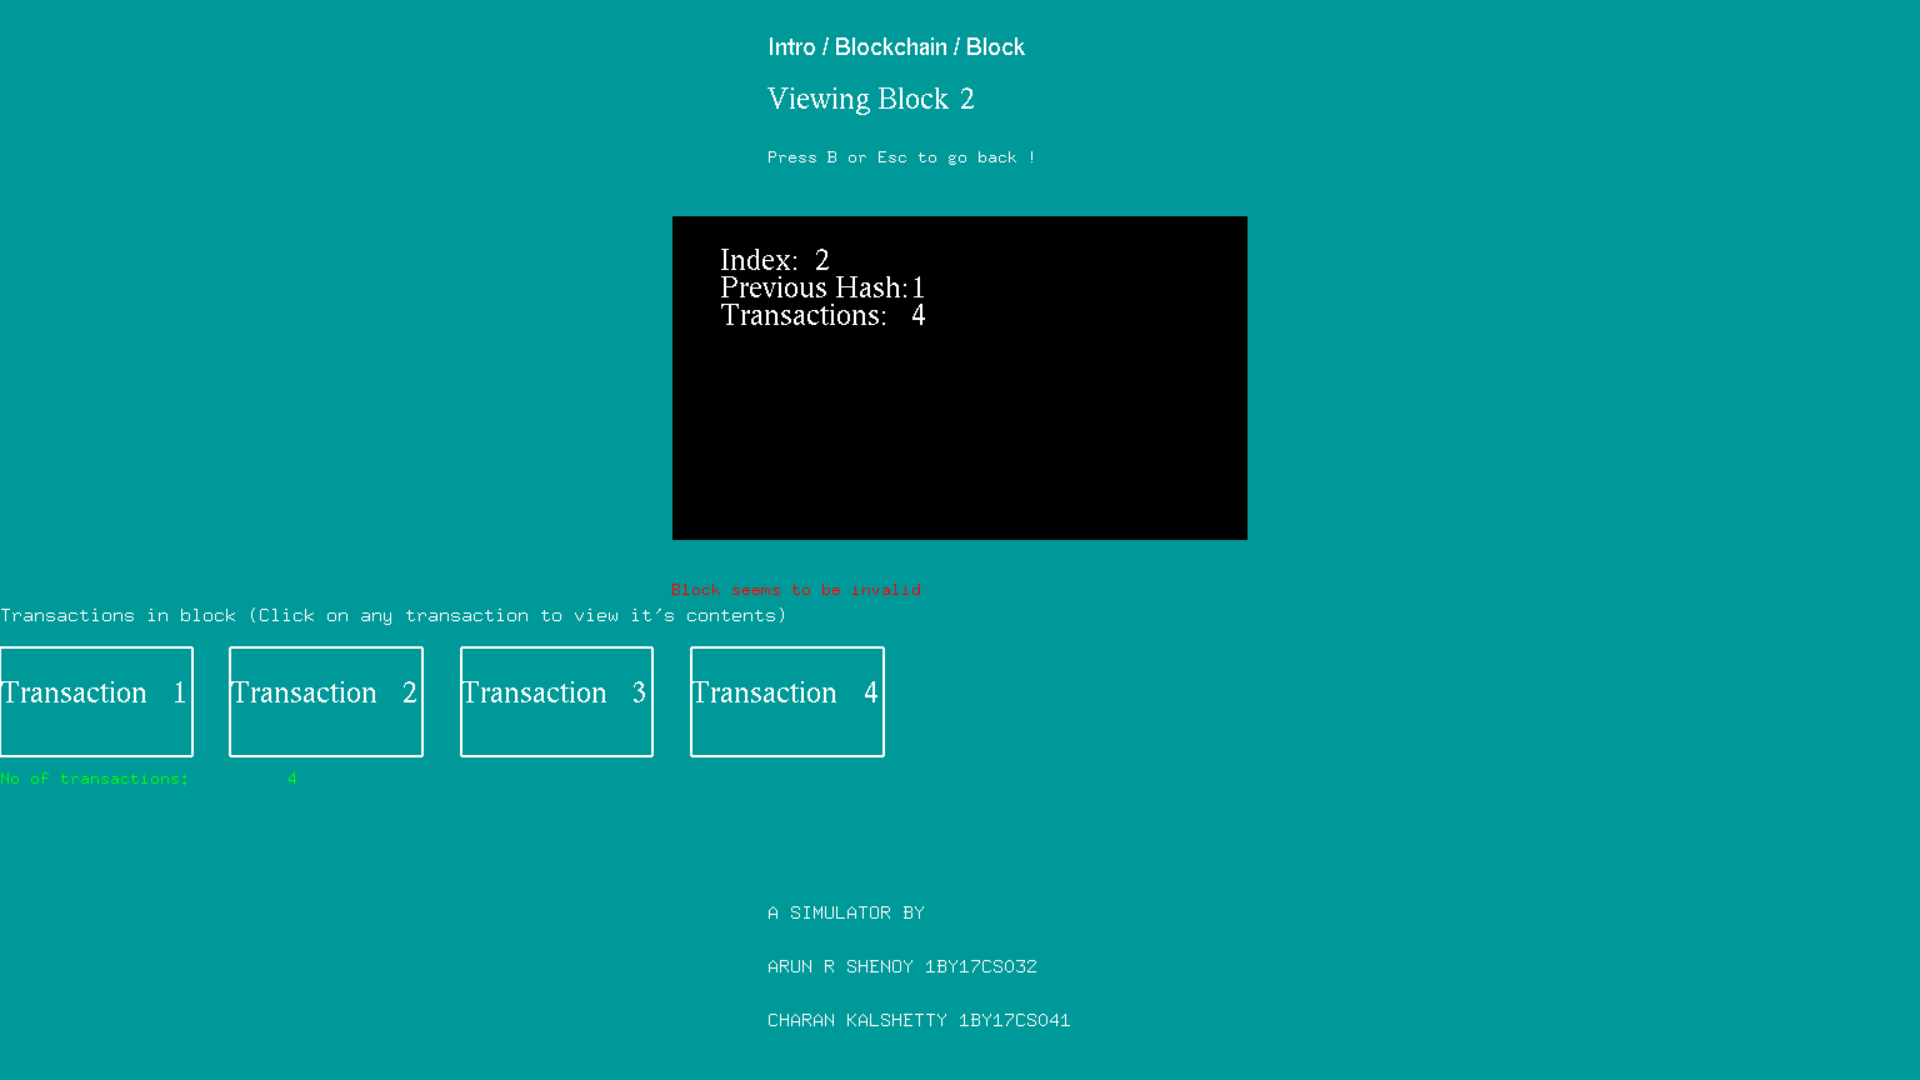 Intro / Blockchain / Block
Viewing Block 2
Press B or Esc to go back !
Index: 2
Previous Hash:1
Transactions: 4
Block seems to be invalid
Transactions in block (Click on any transaction to view it's contents)
Transaction 1 Transaction 2 Transaction 3 Transaction 4
No of transactions: 4
A SIMULATOR BY
ARUN R SHENOY 1BY17CS032
CHARAN KALSHETTY 1BY17CS041